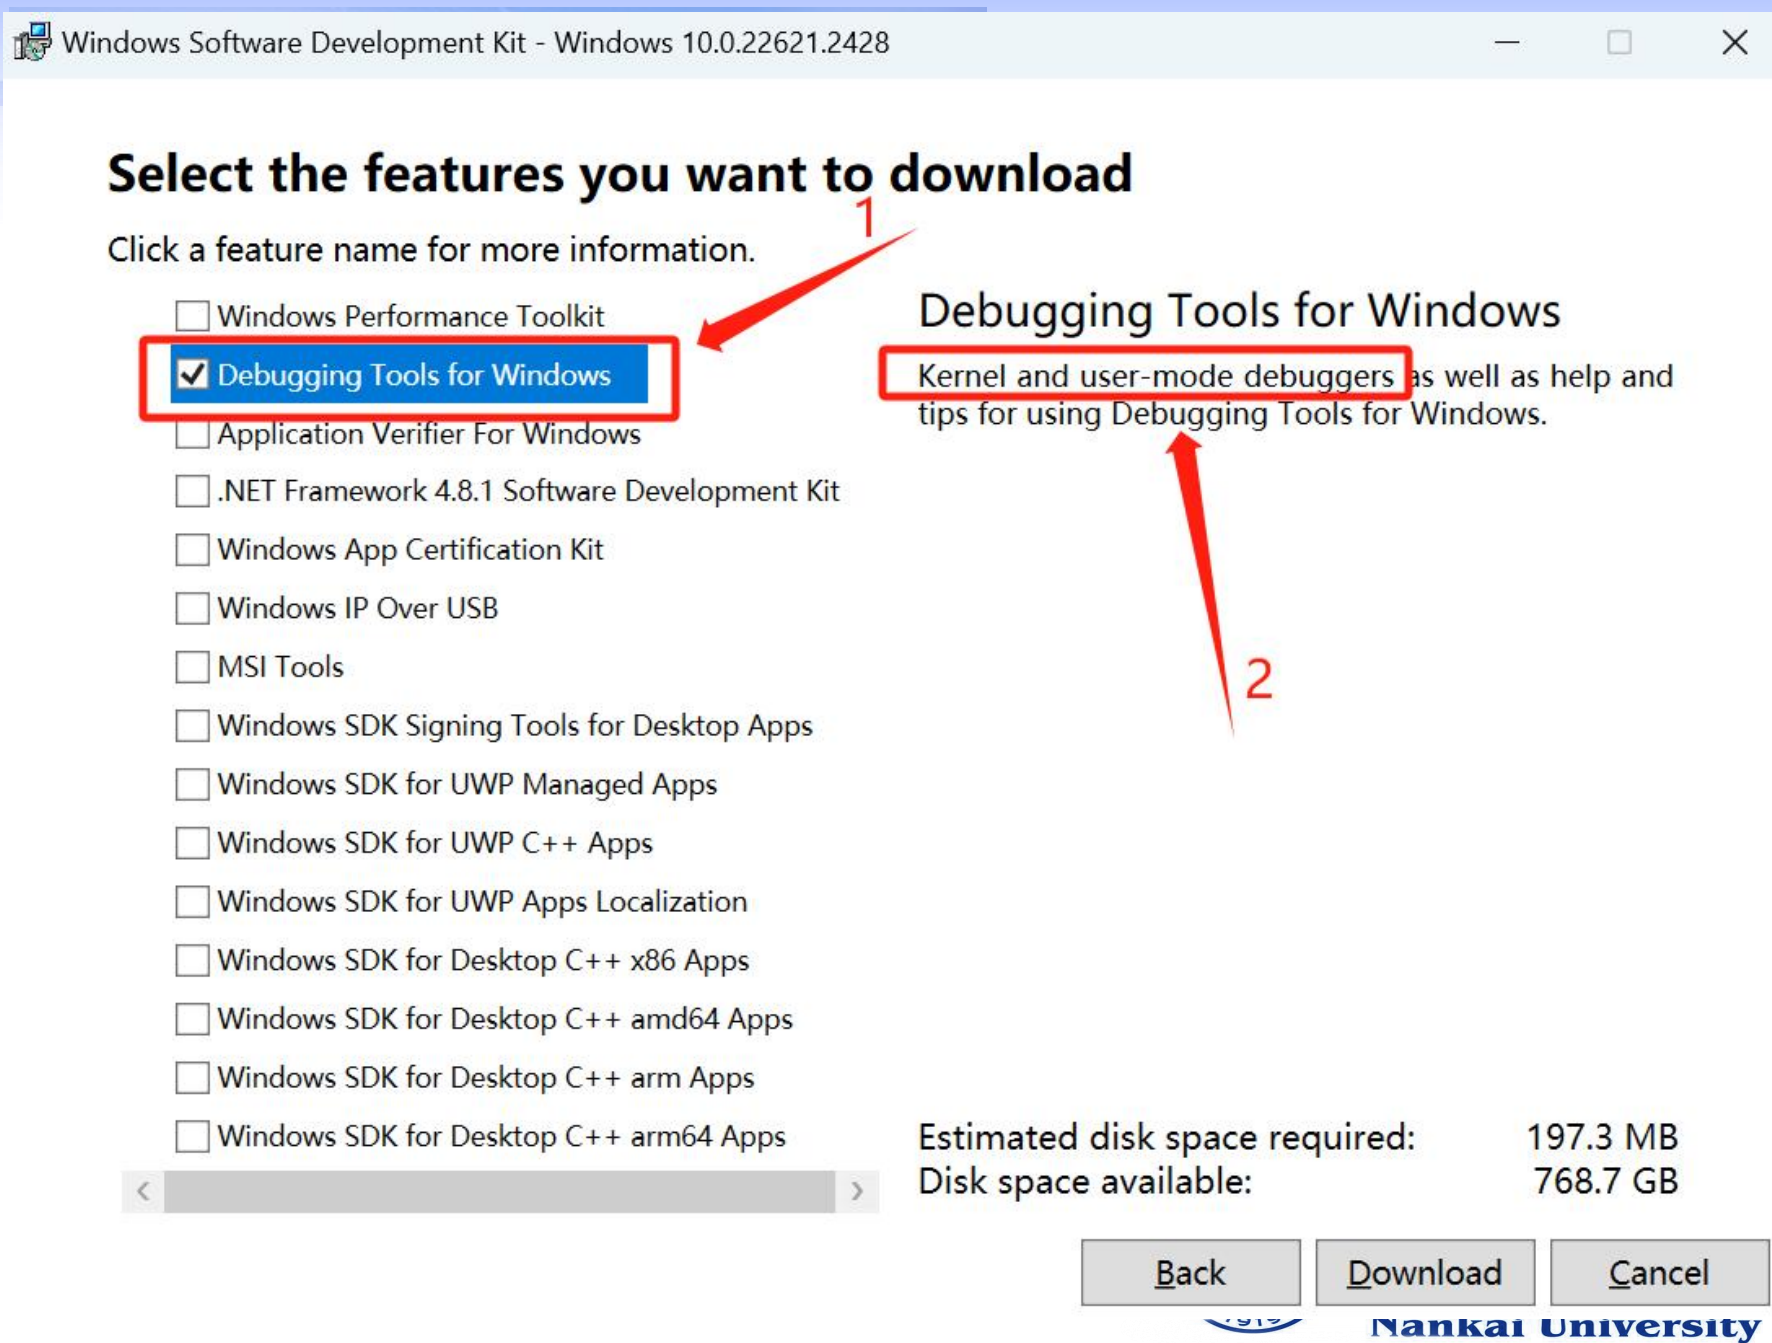 Windows Software Development Kit - Windows 10.0.22621.2428
Select the features you want to download
1
Click a feature name for more information.
Windows Performance Toolkit
Debugging Tools for Windows
Application Verifier For Windows
.NET Framework 4.8.1 Software Development Kit
Windows App Certification Kit
Windows IP Over USB
MSI Tools
Windows SDK Signing Tools for Desktop Apps
Windows SDK for UWP Managed Apps
Windows SDK for UWP C++ Apps
Windows SDK for UWP Apps Localization
Windows SDK for Desktop C++ x86 Apps
Windows SDK for Desktop C++ amd64 Apps
Windows SDK for Desktop C++ arm Apps
Windows SDK for Desktop C++ arm64 Apps
Debugging Tools for Windows
Kernel and user-mode debuggers as well as help and
tips for using Debugging Tools for Windows.
2
Estimated disk space required: 197.3 MB
Disk space available: 768.7 GB
Back Download Cancel
Nankai University